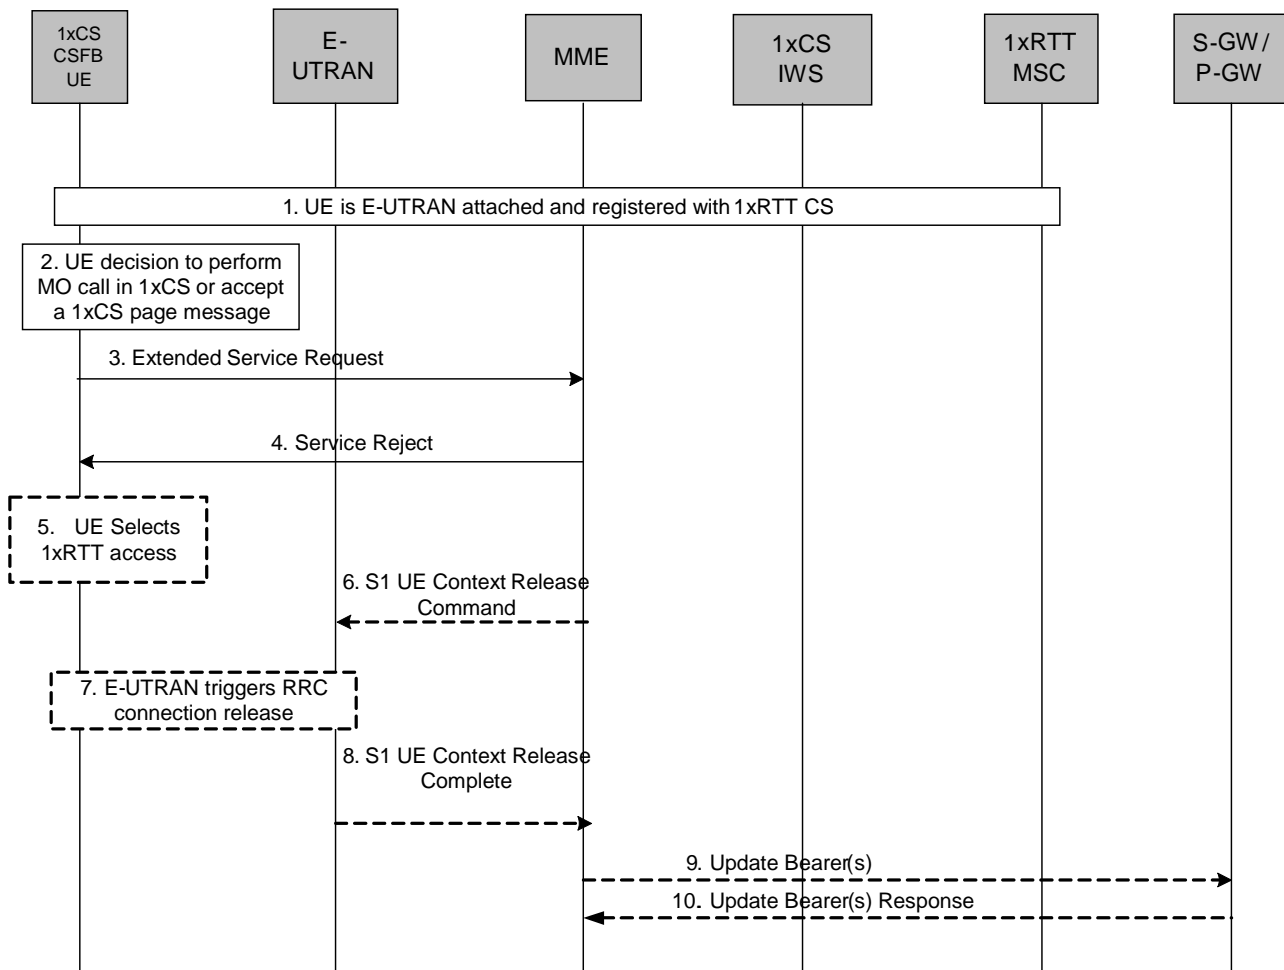 1xCS
CSFB
UE
E-
UTRAN
MME
1xCS
IWS
1xRTT
MSC
S-GW/
P-GW
1. UE is E-UTRAN attached and registered with 1xRTT CS
2. UE decision to perform
MO call in 1xCS or accept
a 1xCS page message
3. Extended Service Request
4. Service Reject
5. UE Selects
1xRTT access
6. S1 UE Context Release
Command
7. E-UTRAN triggers RRC
connection release
8. S1 UE Context Release
Complete
9. Update Bearer(s)
10. Update Bearer(s) Response